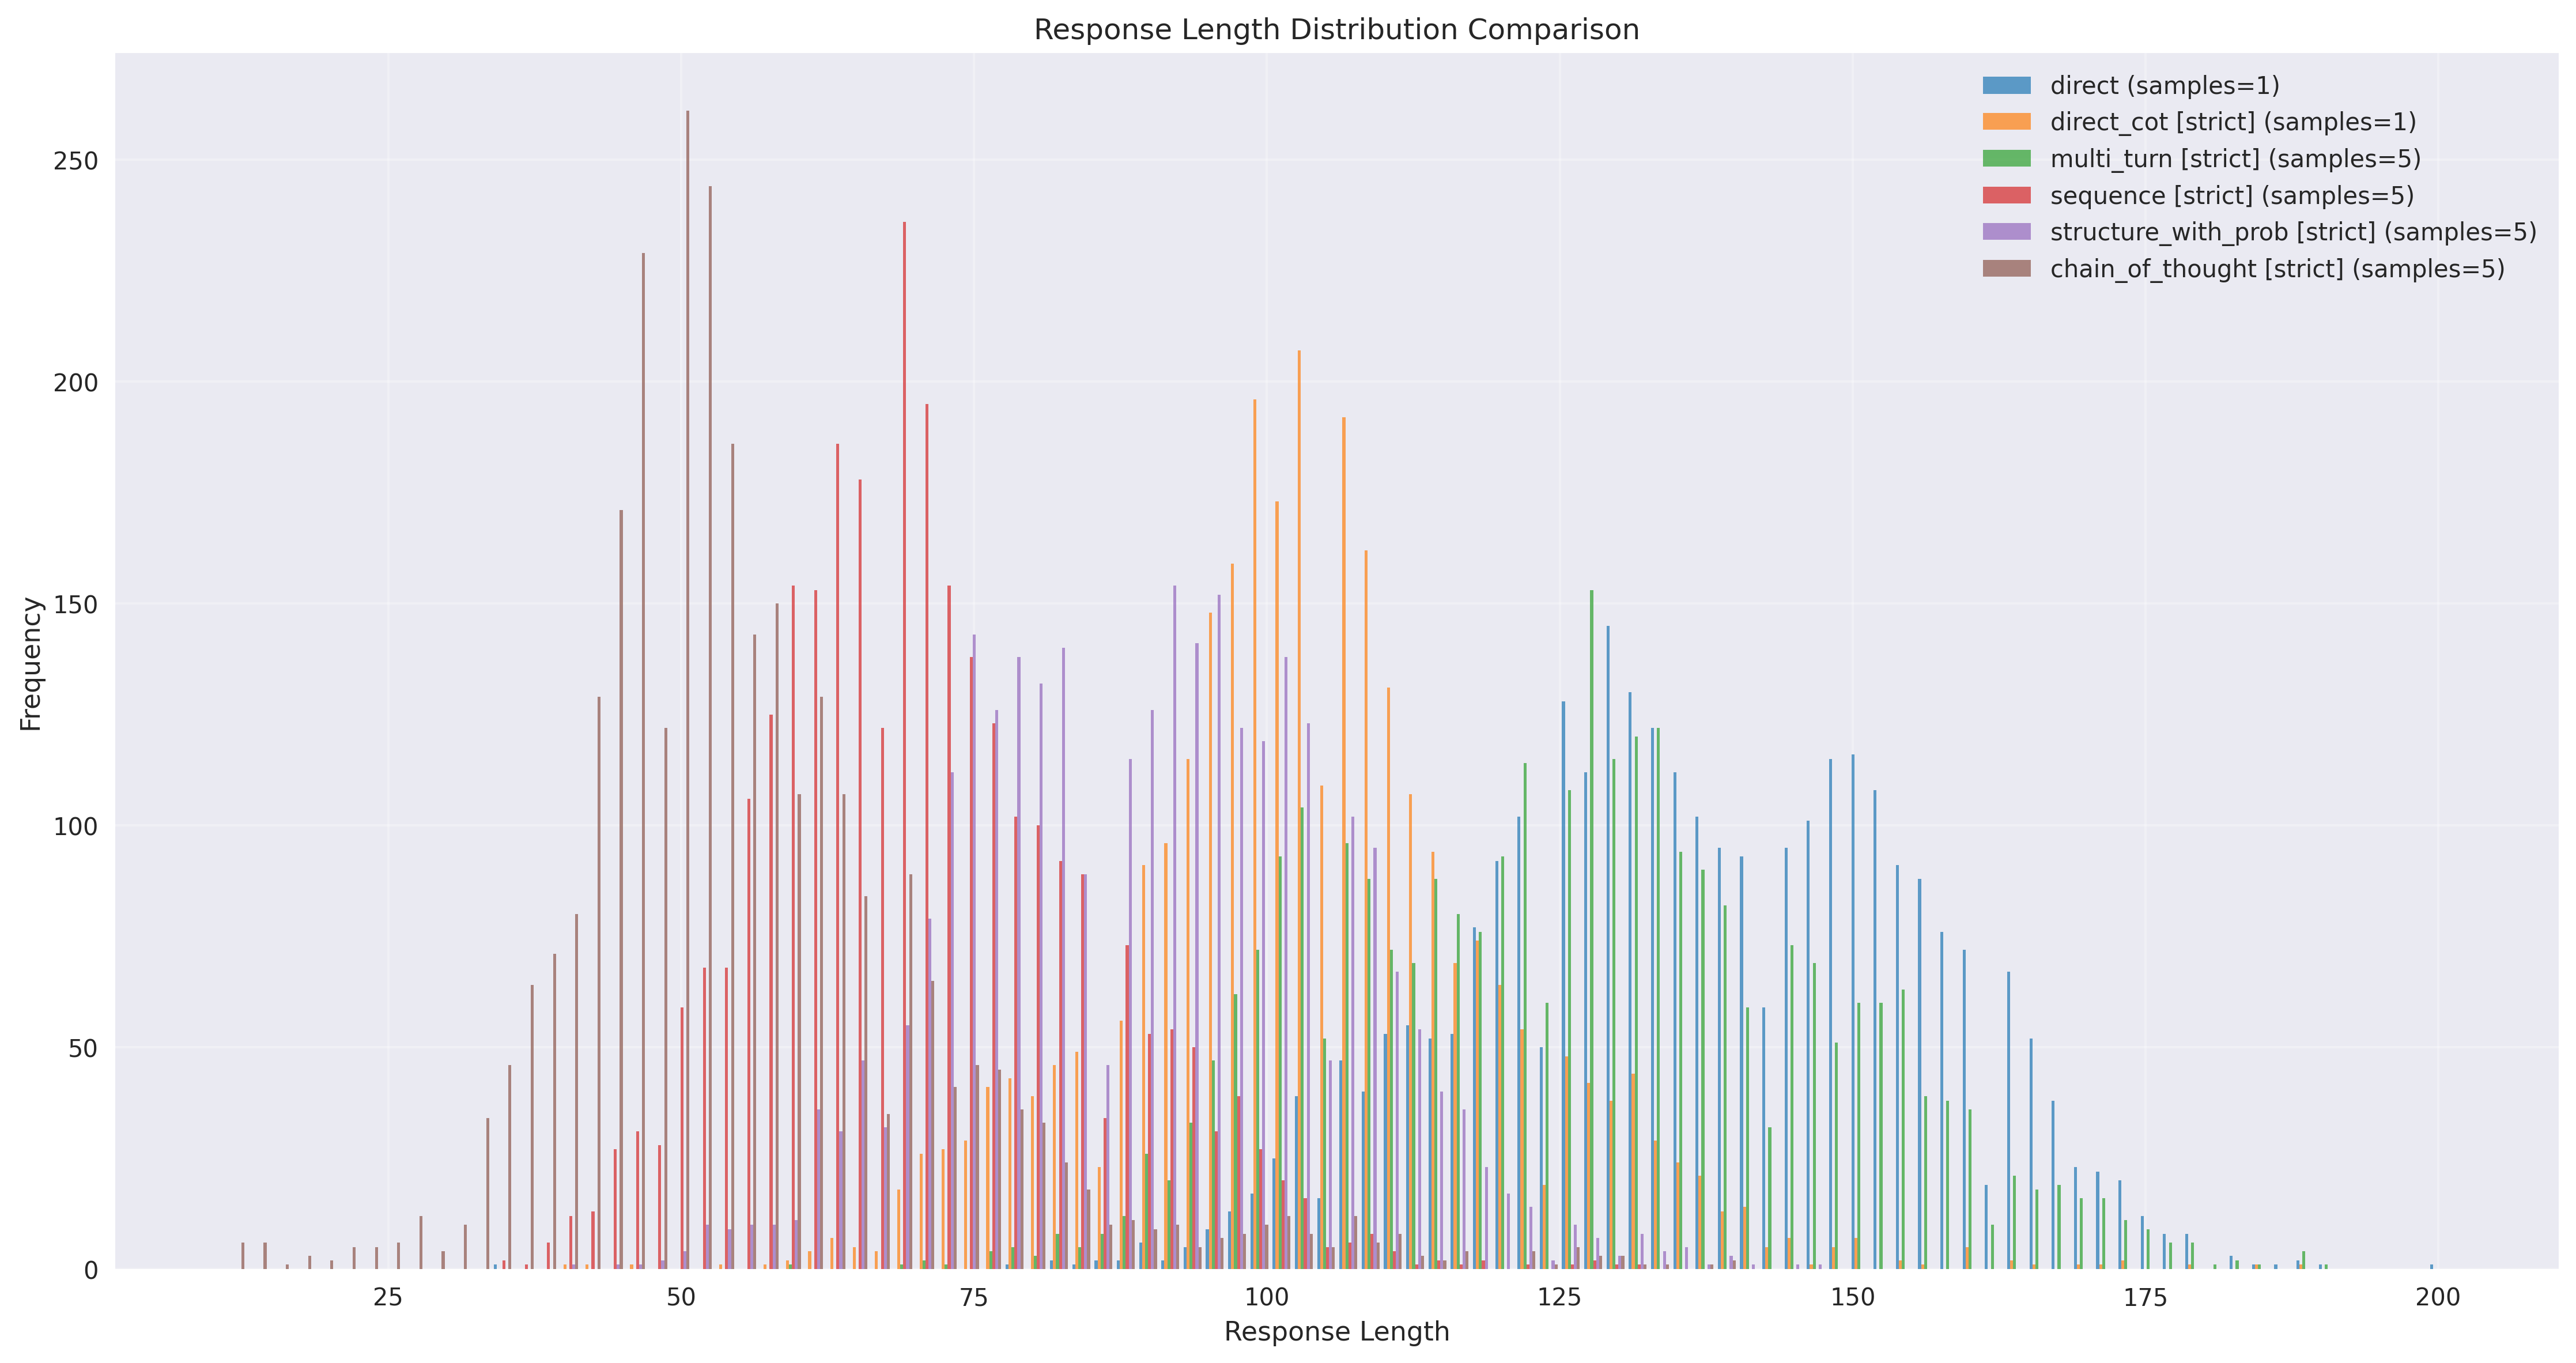 Response Length Distribution Comparison
direct (samples=1)
direct_cot [strict] (samples=1)
multi_turn [strict] (samples=5)
sequence [strict] (samples=5)
structure_with_prob [strict] (samples=5)
chain_of_thought [strict] (samples=5)
Frequency
250
200
150
100
50
0
25 50 75 100 125 150 175 200
Response Length